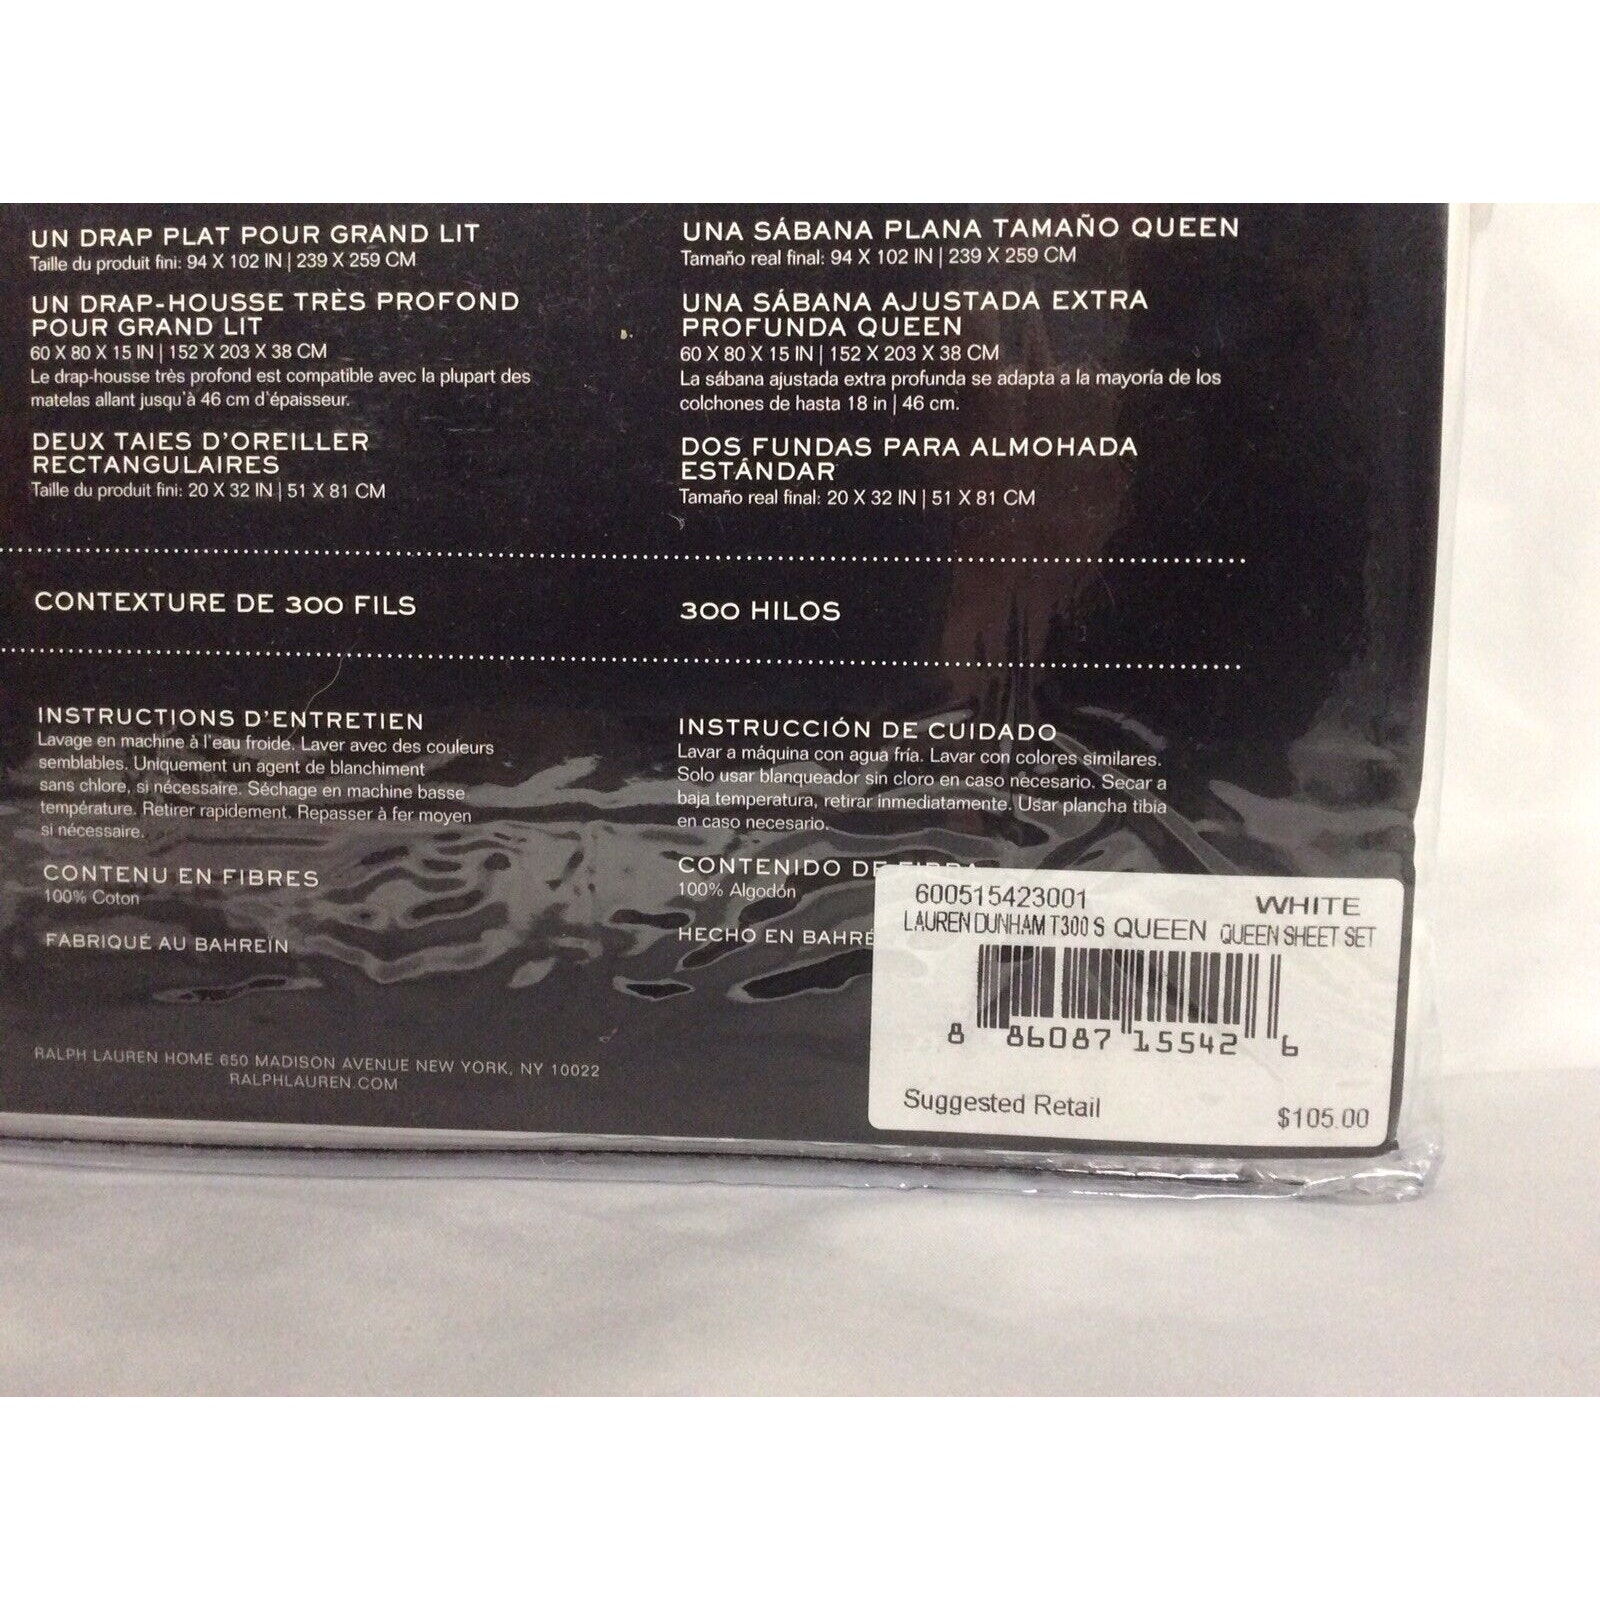 UN DRAP PLAT POUR GRAND LIT
Taille du produit fini: 94 X 102 IN | 239 X 259 CM
UN DRAP-HOUSSE TRÈS PROFOND
POUR GRAND LIT
60 X 80 X 15 IN | 152 X 203 X 38 CM
Le drap-housse très profond est compatible avec la plupart des
matelas allant jusqu'à 46 cm d'épaisseur.
DEUX TAIES D'OREILLER
RECTANGULAIRES
Taille du produit fini: 20 X 32 IN | 51 X 81 CM
CONTEXTURE DE 300 FILS
INSTRUCTIONS D'ENTRETIEN
Lavage en machine à l'eau froide. Laver avec des couleurs
semblables. Uniquement un agent de blanchiment
sans chlore, si nécessaire. Séchage en machine basse
température. Retirer rapidement. Repasser à fer moyen
si nécessaire.
CONTENU EN FIBRES
100% Coton
FABRIQUÉ AU BAHREÏN
RALPH LAUREN HOME 650 MADISON AVENUE NEW YORK, NY 10022
RALPHLAUREN.COM
UNA SÁBANA PLANA TAMAÑO QUEEN
Tamaño real final: 94 X 102 IN | 239 X 259 CM
UNA SÁBANA AJUSTADA EXTRA
PROFUNDA QUEEN
60 X 80 X 15 IN | 152 X 203 X 38 CM
La sábana ajustada extra profunda se adapta a la mayoría de los
colchones de hasta 18 in | 46 cm.
DOS FUNDAS PARA ALMOHADA
ESTÁNDAR
Tamaño real final: 20 X 32 IN | 51 X 81 CM
300 HILOS
INSTRUCCIÓN DE CUIDADO
Lavar a máquina con agua fría. Lavar con colores similares.
Solo usar blanqueador sin cloro en caso necesario. Secar a
baja temperatura, retirar inmediatamente. Usar plancha tibia
en caso necesario.
CONTENIDO DE FIBRA
100% Algodón
HECHO EN BAHRE
600515423001 WHITE
LAUREN DUNHAM T300 S QUEEN QUEEN SHEET SET
8 86087 15542 6
Suggested Retail $105.00